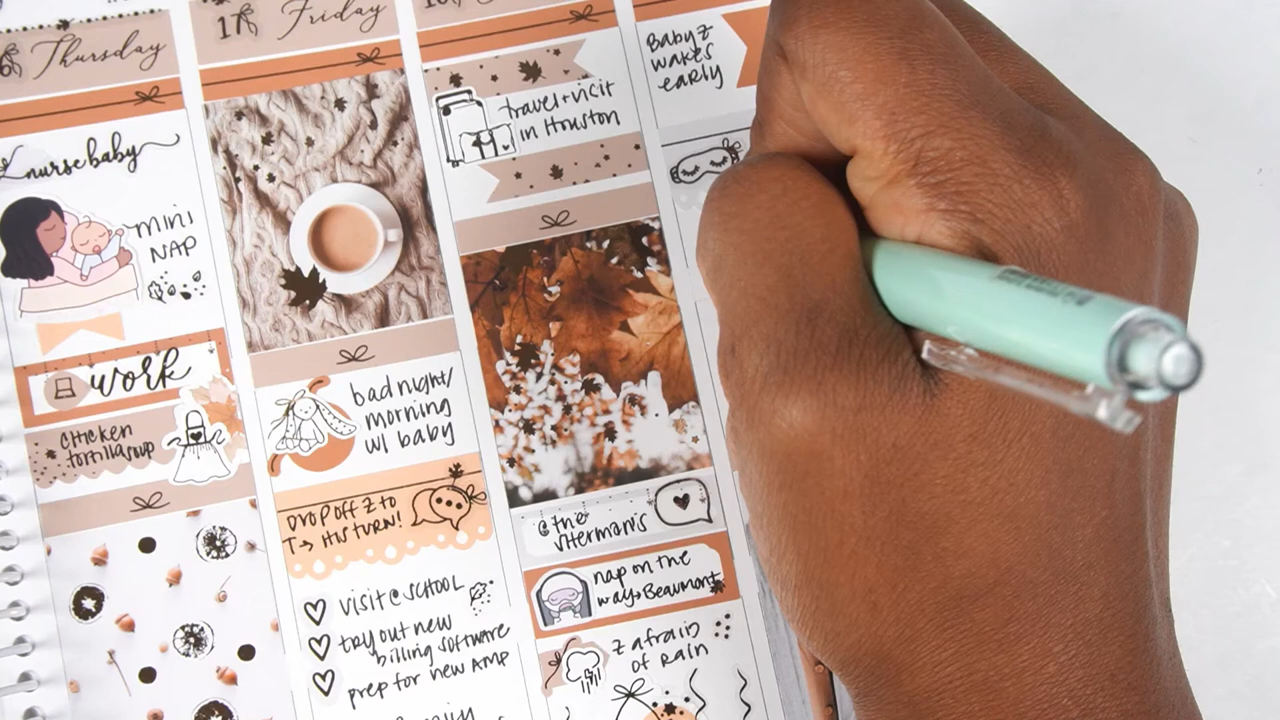 Thursday
nurse baby
mini
NAP
work
CHICKEN
tortilla soup
17 Friday
bad night/
morning
w/ baby
DROP OFF Z to
T → HIS TURN!
visit @ SCHOOL
try out new
billing software
prep for new AMP
travel + visit
in Houston
@ the
nap on the
way → Beaumont
Z afraid
of rain
Baby Z
wakes
early